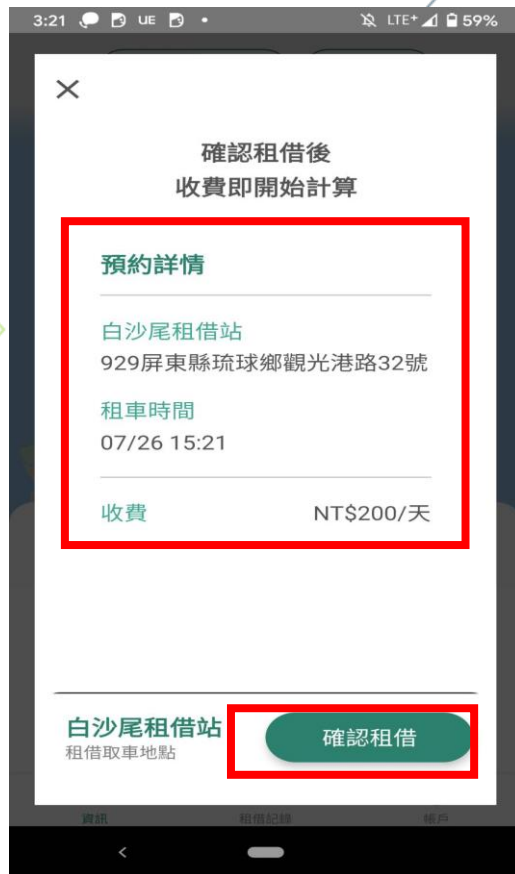 3:21 UE LTE+ 59%
確認租借後
收費即開始計算
預約詳情
白沙尾租借站
929屏東縣琉球鄉觀光港路32號
租車時間
07/26 15:21
收費 NT$200/天
白沙尾租借站
租借取車地點
確認租借
資訊 租借記錄 帳戶